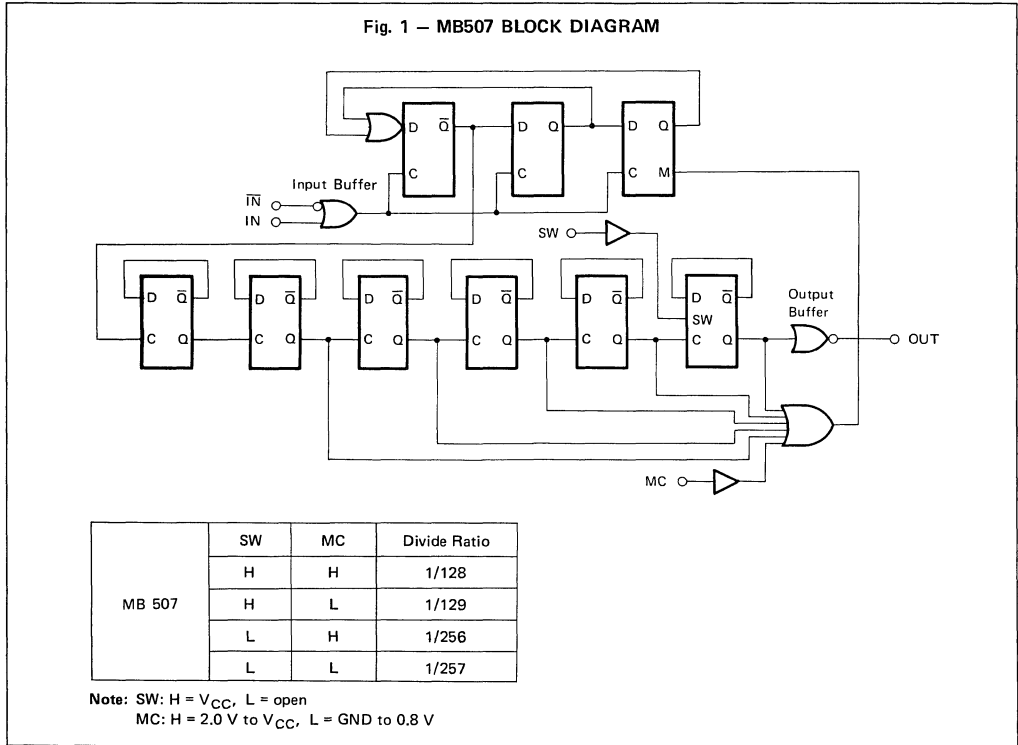 Fig. 1 — MB507 BLOCK DIAGRAM
D Q̅
C
D Q
C
D Q
C M
Input Buffer
I̅N̅
IN
SW
D Q̅
C Q
D Q̅
C Q
D Q̅
C Q
D Q̅
C Q
D Q̅
C Q
D Q̅
SW
C Q
Output
Buffer
OUT
MC
SW MC Divide Ratio
MB 507
H H 1/128
H L 1/129
L H 1/256
L L 1/257
Note: SW: H = VCC, L = open
MC: H = 2.0 V to VCC, L = GND to 0.8 V